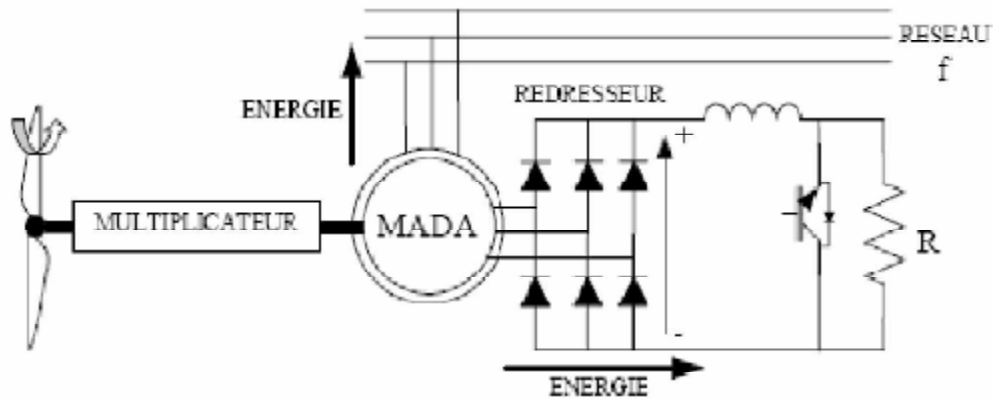 RESEAU
f
REDRESSEUR
ENERGIE
+
MULTIPLICATEUR
MADA
R
-
ENERGIE